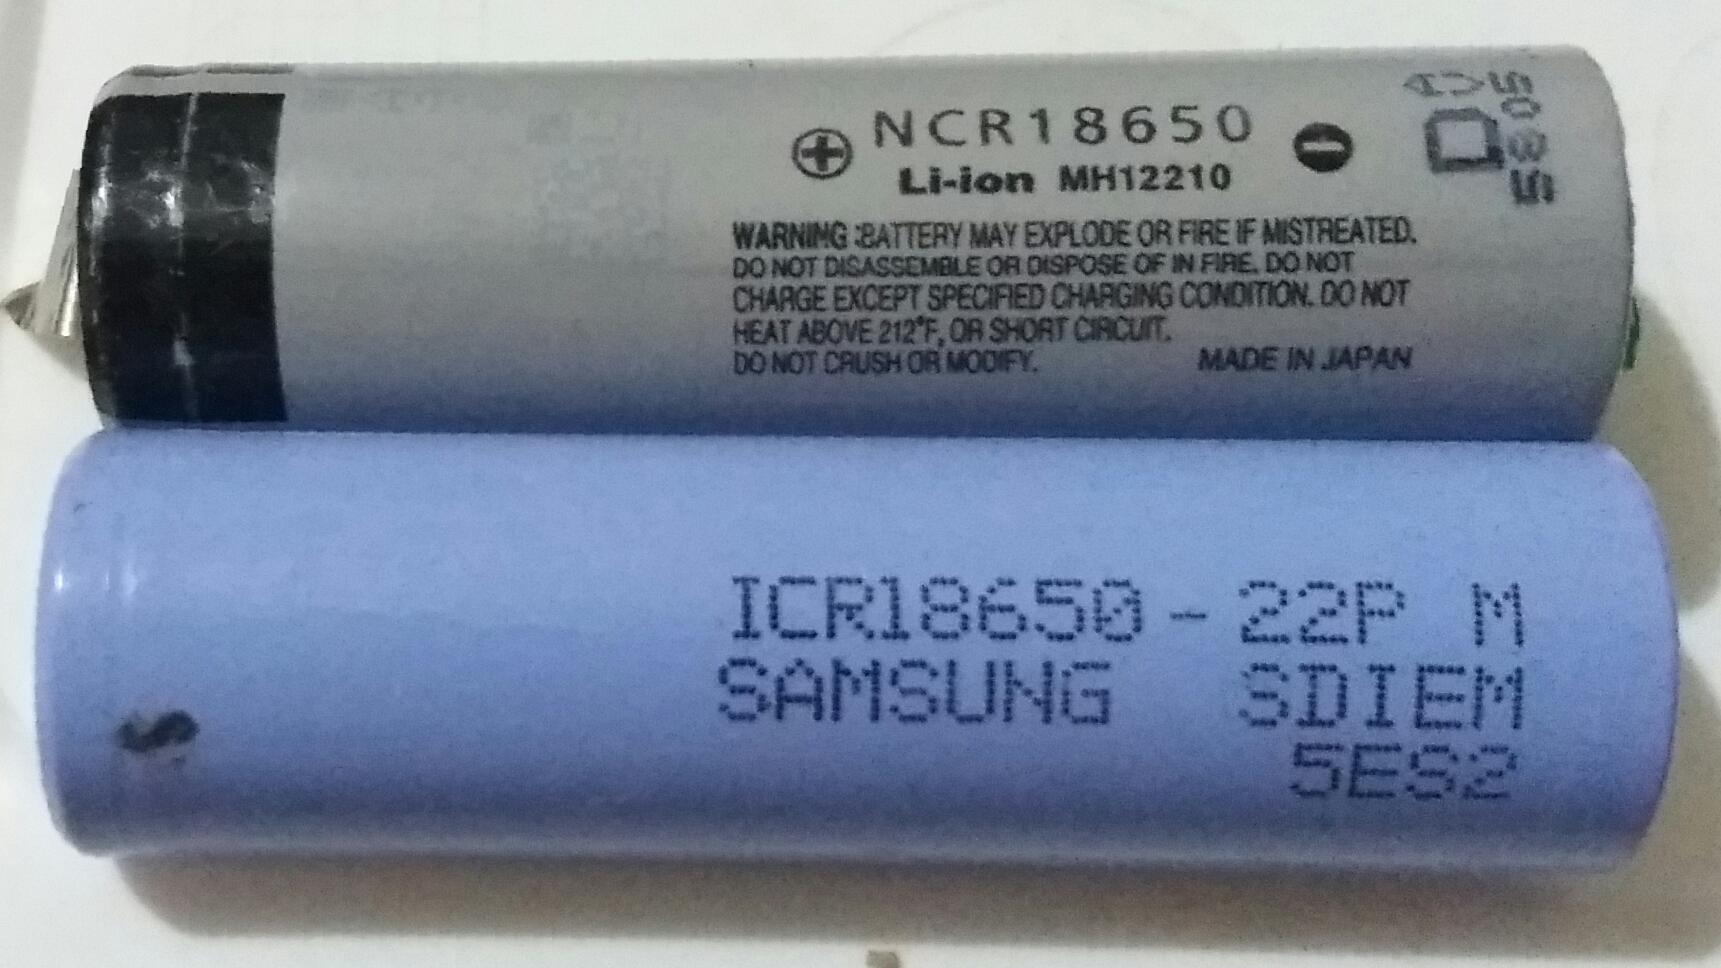 NCR18650
Li-ion MH12210
WARNING :BATTERY MAY EXPLODE OR FIRE IF MISTREATED.
DO NOT DISASSEMBLE OR DISPOSE OF IN FIRE. DO NOT
CHARGE EXCEPT SPECIFIED CHARGING CONDITION. DO NOT
HEAT ABOVE 212°F, OR SHORT CIRCUIT.
DO NOT CRUSH OR MODIFY. MADE IN JAPAN
ICR18650-22P M
SAMSUNG SDIEM
5ES2